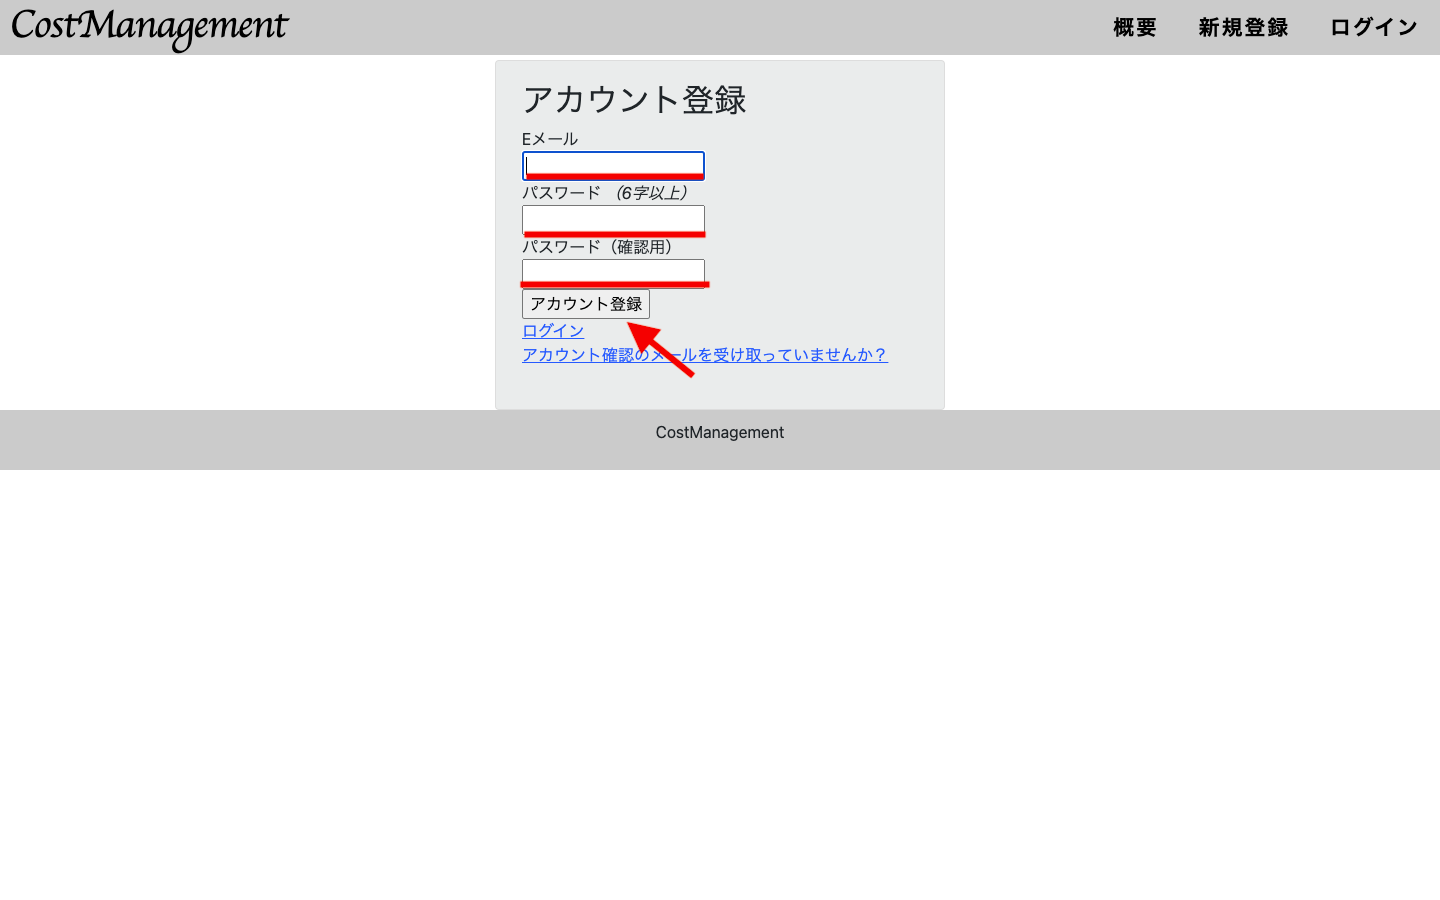 CostManagement
概要 新規登録 ログイン
アカウント登録
Eメール
パスワード （6字以上）
パスワード（確認用）
アカウント登録
ログイン
アカウント確認のメールを受け取っていませんか？
CostManagement